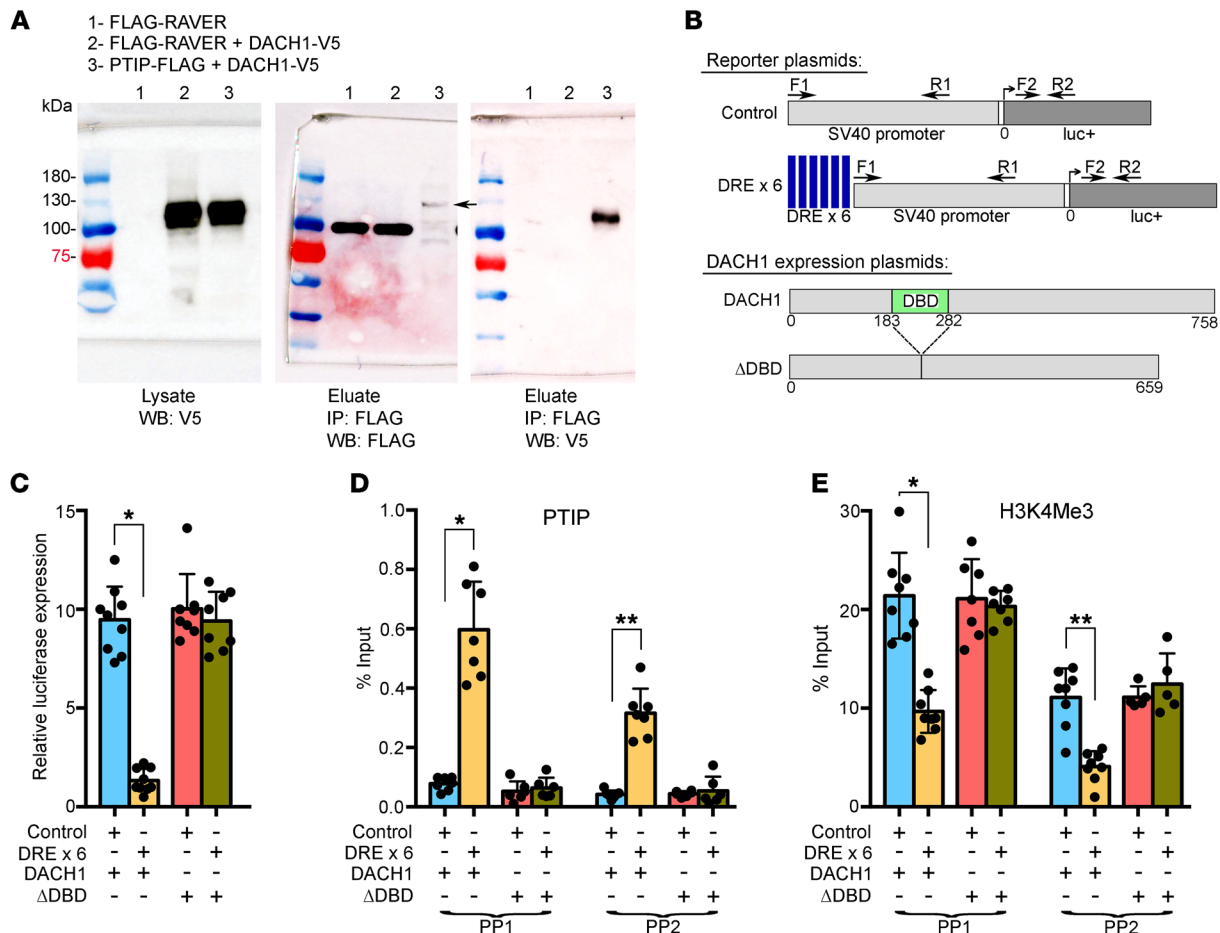 A
1- FLAG-RAVER
2- FLAG-RAVER + DACH1-V5
3- PTIP-FLAG + DACH1-V5
kDa
1 2 3 1 2 3 1 2 3
180-
130-
100-
75-
Lysate
WB: V5
Eluate
IP: FLAG
WB: FLAG
Eluate
IP: FLAG
WB: V5
B
Reporter plasmids:
F1 R1 F2 R2
Control
SV40 promoter 0 luc+
F1 R1 F2 R2
DRE x 6
DRE x 6 SV40 promoter 0 luc+
DACH1 expression plasmids:
DACH1 DBD
0 183 282 758
ΔDBD
0 659
C
Relative luciferase expression
15
10
5
0
*
Control + - + -
DRE x 6 - + - +
DACH1 + + - -
ΔDBD - - + +
D
PTIP
% Input
1.0
0.8
0.6
0.4
0.2
0.0
*
**
Control + - + - + - + -
DRE x 6 - + - + - + - +
DACH1 + + - - + + - -
ΔDBD - - + + - - + +
PP1 PP2
E
H3K4Me3
% Input
30
20
10
0
*
**
Control + - + - + - + -
DRE x 6 - + - + - + - +
DACH1 + + - - + + - -
ΔDBD - - + + - - + +
PP1 PP2